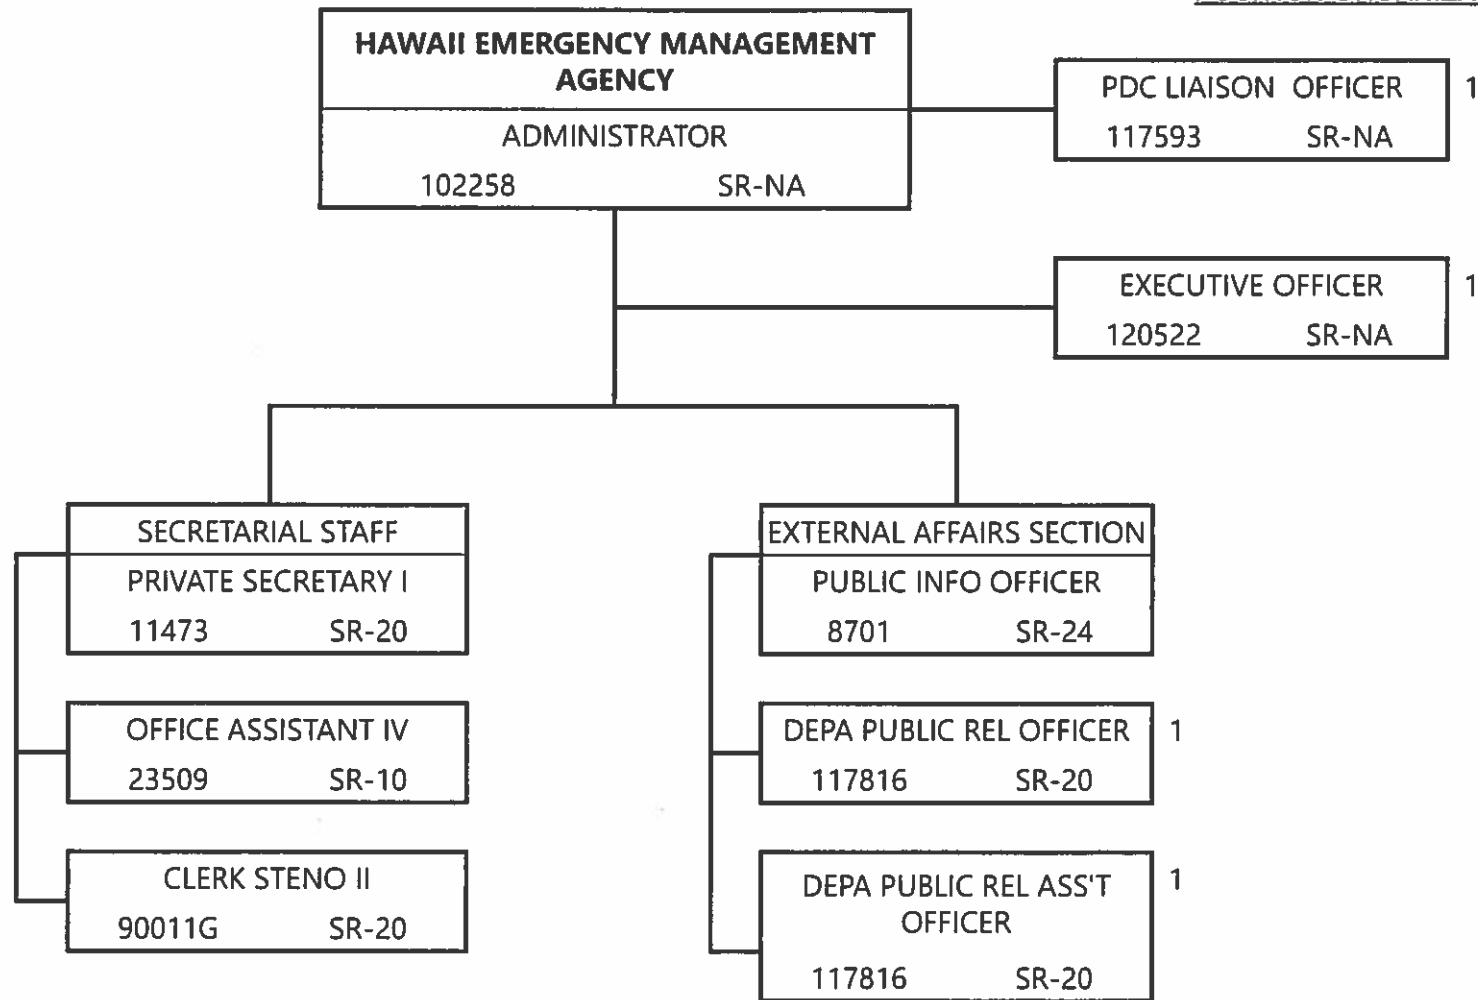 HAWAII EMERGENCY MANAGEMENT
AGENCY
ADMINISTRATOR
102258 SR-NA
PDC LIAISON OFFICER 1
117593 SR-NA
EXECUTIVE OFFICER 1
120522 SR-NA
SECRETARIAL STAFF
PRIVATE SECRETARY I
11473 SR-20
OFFICE ASSISTANT IV
23509 SR-10
CLERK STENO II
90011G SR-20
EXTERNAL AFFAIRS SECTION
PUBLIC INFO OFFICER
8701 SR-24
DEPA PUBLIC REL OFFICER 1
117816 SR-20
DEPA PUBLIC REL ASS'T 1
OFFICER
117816 SR-20